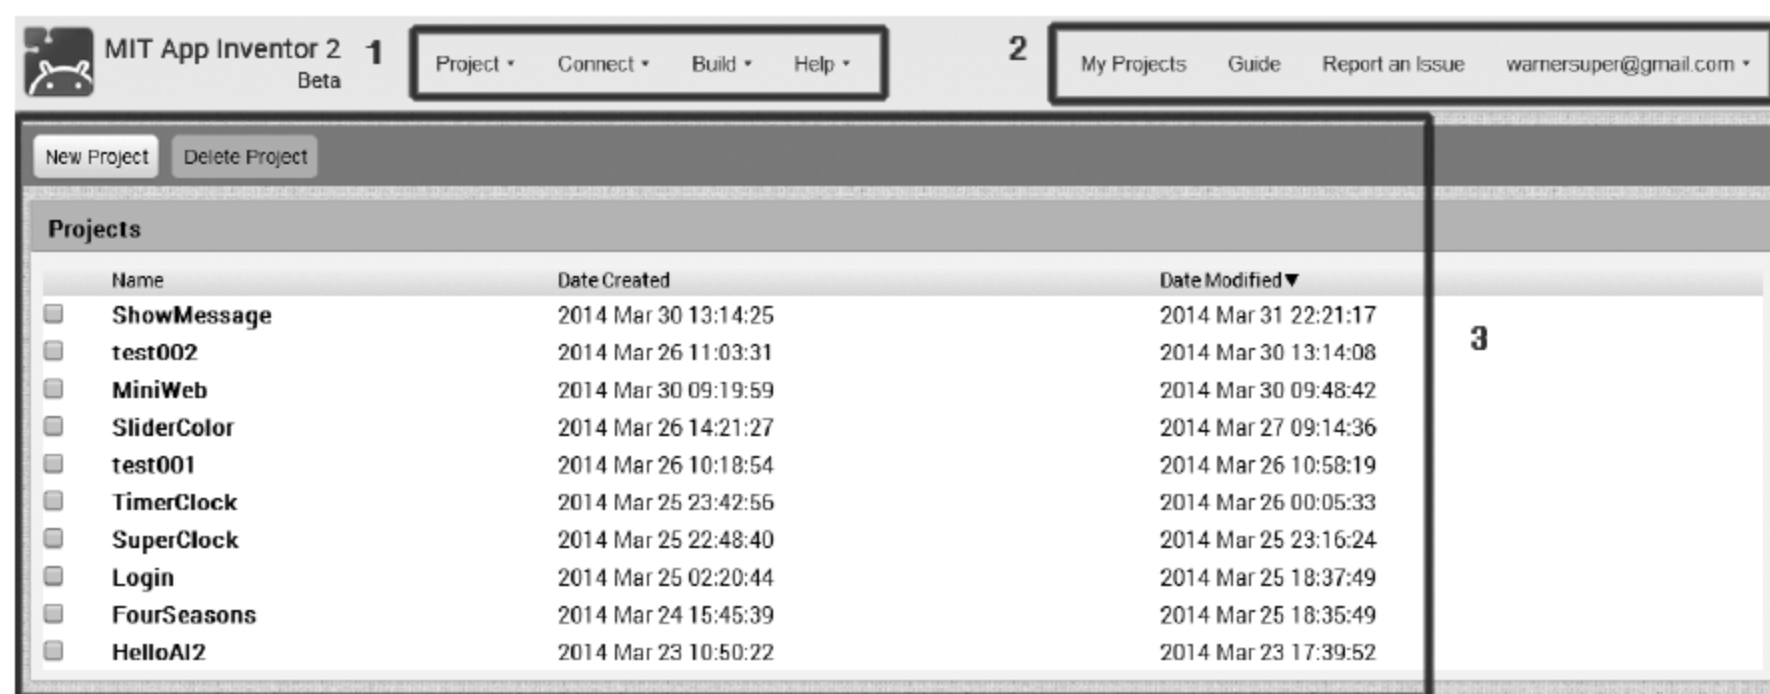 MIT App Inventor 2
Beta
1
Project Connect Build Help
2
My Projects Guide Report an Issue warnersuper@gmail.com
New Project Delete Project
Projects
Name Date Created Date Modified▼
ShowMessage 2014 Mar 30 13:14:25 2014 Mar 31 22:21:17
3
test002 2014 Mar 26 11:03:31 2014 Mar 30 13:14:08
MiniWeb 2014 Mar 30 09:19:59 2014 Mar 30 09:48:42
SliderColor 2014 Mar 26 14:21:27 2014 Mar 27 09:14:36
test001 2014 Mar 26 10:18:54 2014 Mar 26 10:58:19
TimerClock 2014 Mar 25 23:42:56 2014 Mar 26 00:05:33
SuperClock 2014 Mar 25 22:48:40 2014 Mar 25 23:16:24
Login 2014 Mar 25 02:20:44 2014 Mar 25 18:37:49
FourSeasons 2014 Mar 24 15:45:39 2014 Mar 25 18:35:49
HelloAI2 2014 Mar 23 10:50:22 2014 Mar 23 17:39:52